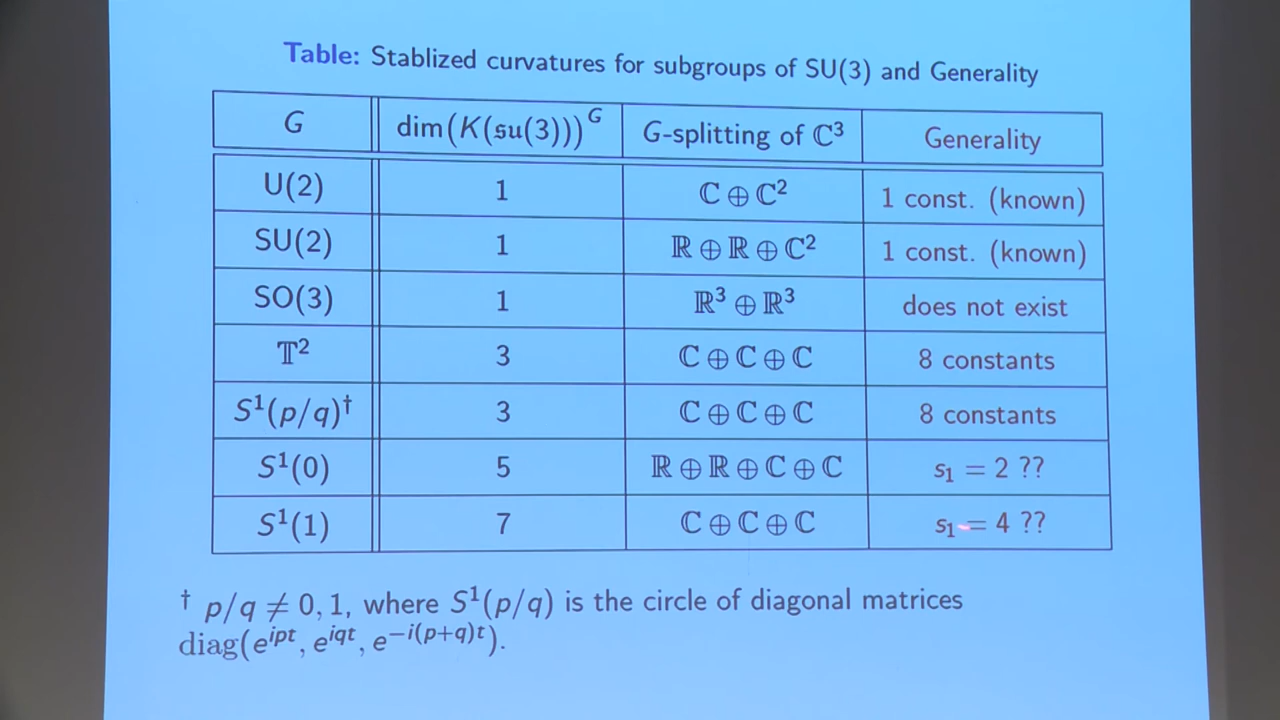 Table: Stablized curvatures for subgroups of SU(3) and Generality
G dim(K(𝔰𝔲(3)))^G G-splitting of ℂ³ Generality
U(2) 1 ℂ⊕ℂ² 1 const. (known)
SU(2) 1 ℝ⊕ℝ⊕ℂ² 1 const. (known)
SO(3) 1 ℝ³⊕ℝ³ does not exist
𝕋² 3 ℂ⊕ℂ⊕ℂ 8 constants
S¹(p/q)† 3 ℂ⊕ℂ⊕ℂ 8 constants
S¹(0) 5 ℝ⊕ℝ⊕ℂ⊕ℂ s₁ = 2 ??
S¹(1) 7 ℂ⊕ℂ⊕ℂ s₁ = 4 ??
† p/q ≠ 0, 1, where S¹(p/q) is the circle of diagonal matrices
diag(e^{ipt}, e^{iqt}, e^{-i(p+q)t}).